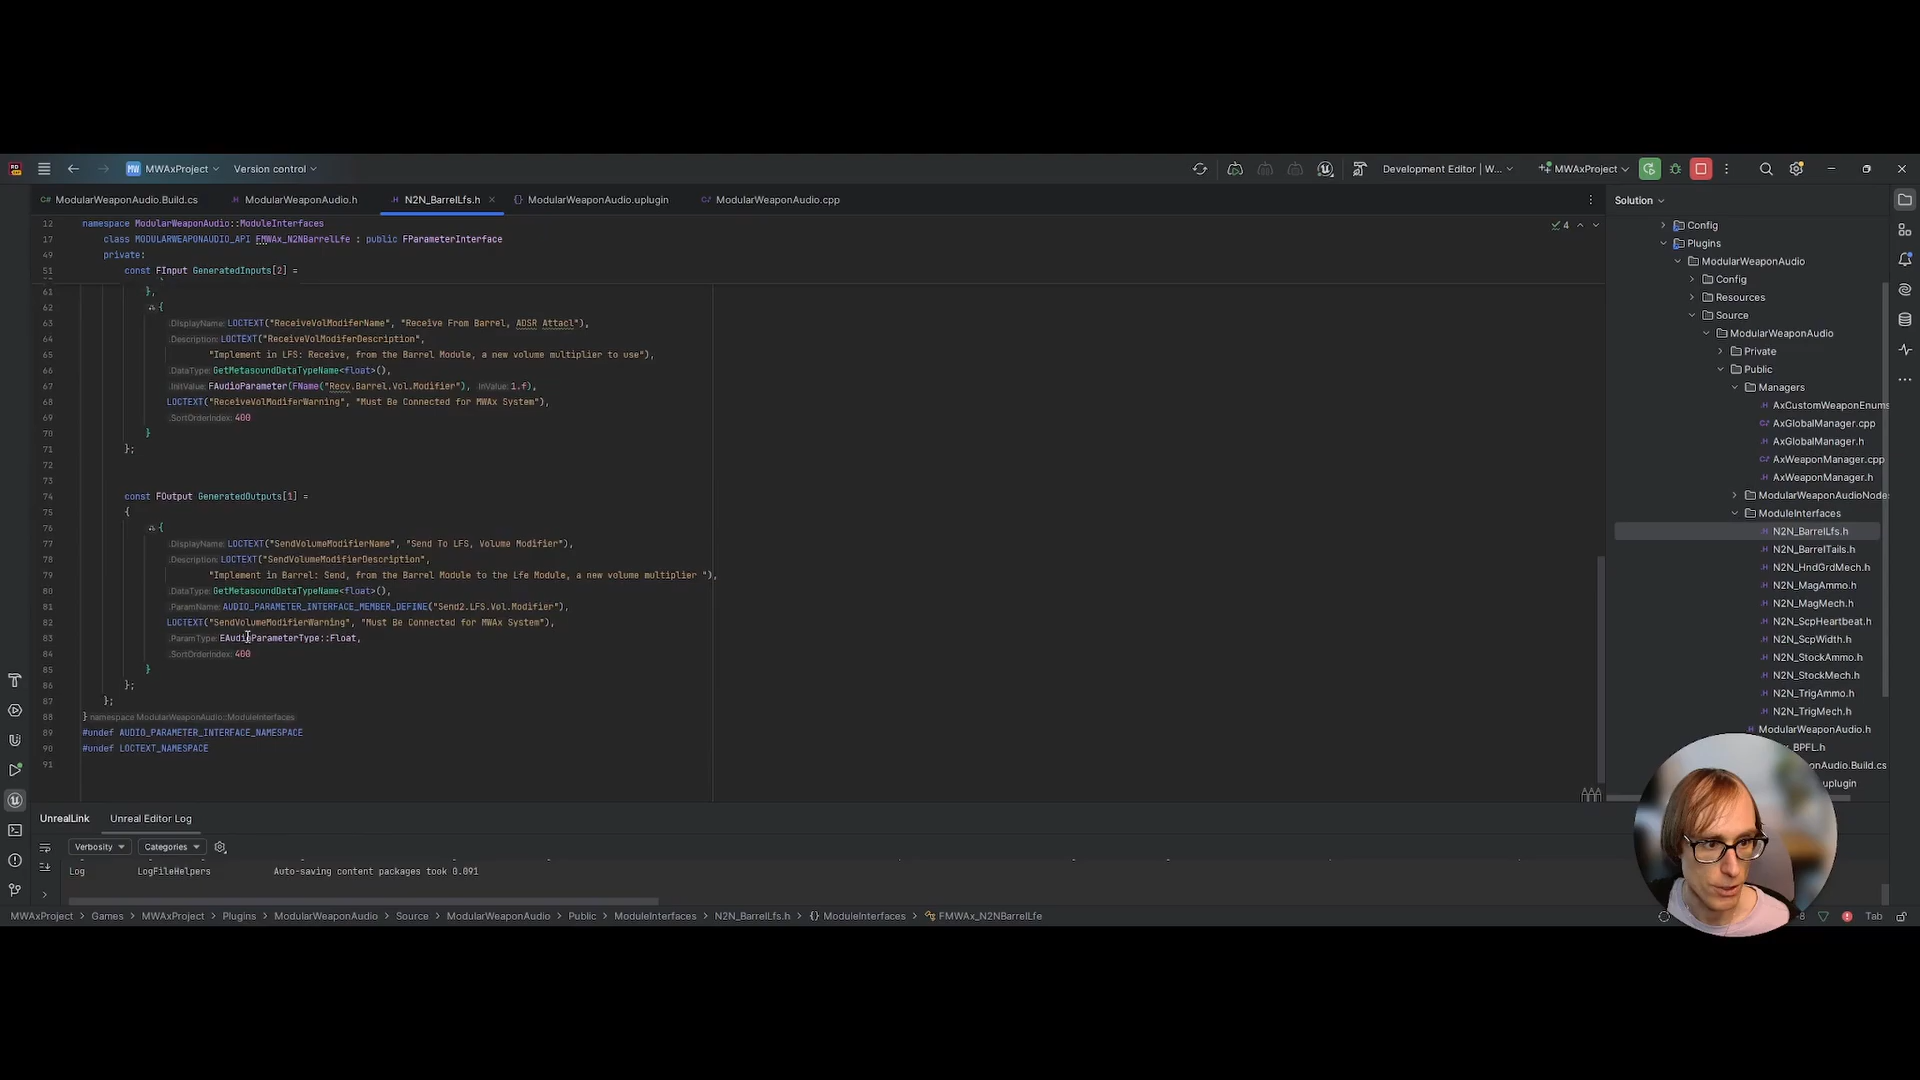 MW MWAxProject
Version control
Development Editor | W...
MWAxProject
ModularWeaponAudio.Build.cs
ModularWeaponAudio.h
N2N_BarrelLfs.h
ModularWeaponAudio.uplugin
ModularWeaponAudio.cpp
Solution
12 namespace ModularWeaponAudio::ModuleInterfaces
17 class MODULARWEAPONAUDIO_API FMWAx_N2NBarrelLfe : public FParameterInterface
49 private:
51 const FInput GeneratedInputs[2] =
4
61 },
62 {
63 .DisplayName: LOCTEXT("ReceiveVolModiferName", "Receive From Barrel, ADSR Attacl"),
64 .Description: LOCTEXT("ReceiveVolModiferDescription",
65 "Implement in LFS: Receive, from the Barrel Module, a new volume multiplier to use"),
66 .DataType: GetMetasoundDataTypeName<float>(),
67 .InitValue: FAudioParameter(FName("Recv.Barrel.Vol.Modifier"), InValue: 1.f),
68 LOCTEXT("ReceiveVolModiferWarning", "Must Be Connected for MWAx System"),
69 .SortOrderIndex: 400
70 }
71 };
72
73
74 const FOutput GeneratedOutputs[1] =
75 {
76 {
77 .DisplayName: LOCTEXT("SendVolumeModifierName", "Send To LFS, Volume Modifier"),
78 .Description: LOCTEXT("SendVolumeModifierDescription",
79 "Implement in Barrel: Send, from the Barrel Module to the Lfe Module, a new volume multiplier "),
80 .DataType: GetMetasoundDataTypeName<float>(),
81 .ParamName: AUDIO_PARAMETER_INTERFACE_MEMBER_DEFINE("Send2.LFS.Vol.Modifier"),
82 LOCTEXT("SendVolumeModifierWarning", "Must Be Connected for MWAx System"),
83 .ParamType: EAudioParameterType::Float,
84 .SortOrderIndex: 400
85 }
86 };
87 };
88 } namespace ModularWeaponAudio::ModuleInterfaces
89 #undef AUDIO_PARAMETER_INTERFACE_NAMESPACE
90 #undef LOCTEXT_NAMESPACE
91
Config
Plugins
ModularWeaponAudio
Config
Resources
Source
ModularWeaponAudio
Private
Public
Managers
AxCustomWeaponEnums
AxGlobalManager.cpp
AxGlobalManager.h
AxWeaponManager.cpp
AxWeaponManager.h
ModularWeaponAudioNode
ModuleInterfaces
N2N_BarrelLfs.h
N2N_BarrelTails.h
N2N_HndGrdMech.h
N2N_MagAmmo.h
N2N_MagMech.h
N2N_ScpHeartbeat.h
N2N_ScpWidth.h
N2N_StockAmmo.h
N2N_StockMech.h
N2N_TrigAmmo.h
N2N_TrigMech.h
ModularWeaponAudio.h
_BPFL.h
eaponAudio.Build.cs
uplugin
UnrealLink
Unreal Editor Log
Verbosity
Categories
Log LogFileHelpers Auto-saving content packages took 0.091
MWAxProject > Games > MWAxProject > Plugins > ModularWeaponAudio > Source > ModularWeaponAudio > Public > ModuleInterfaces > N2N_BarrelLfs.h > {} ModuleInterfaces > FMWAx_N2NBarrelLfe
-8
Tab